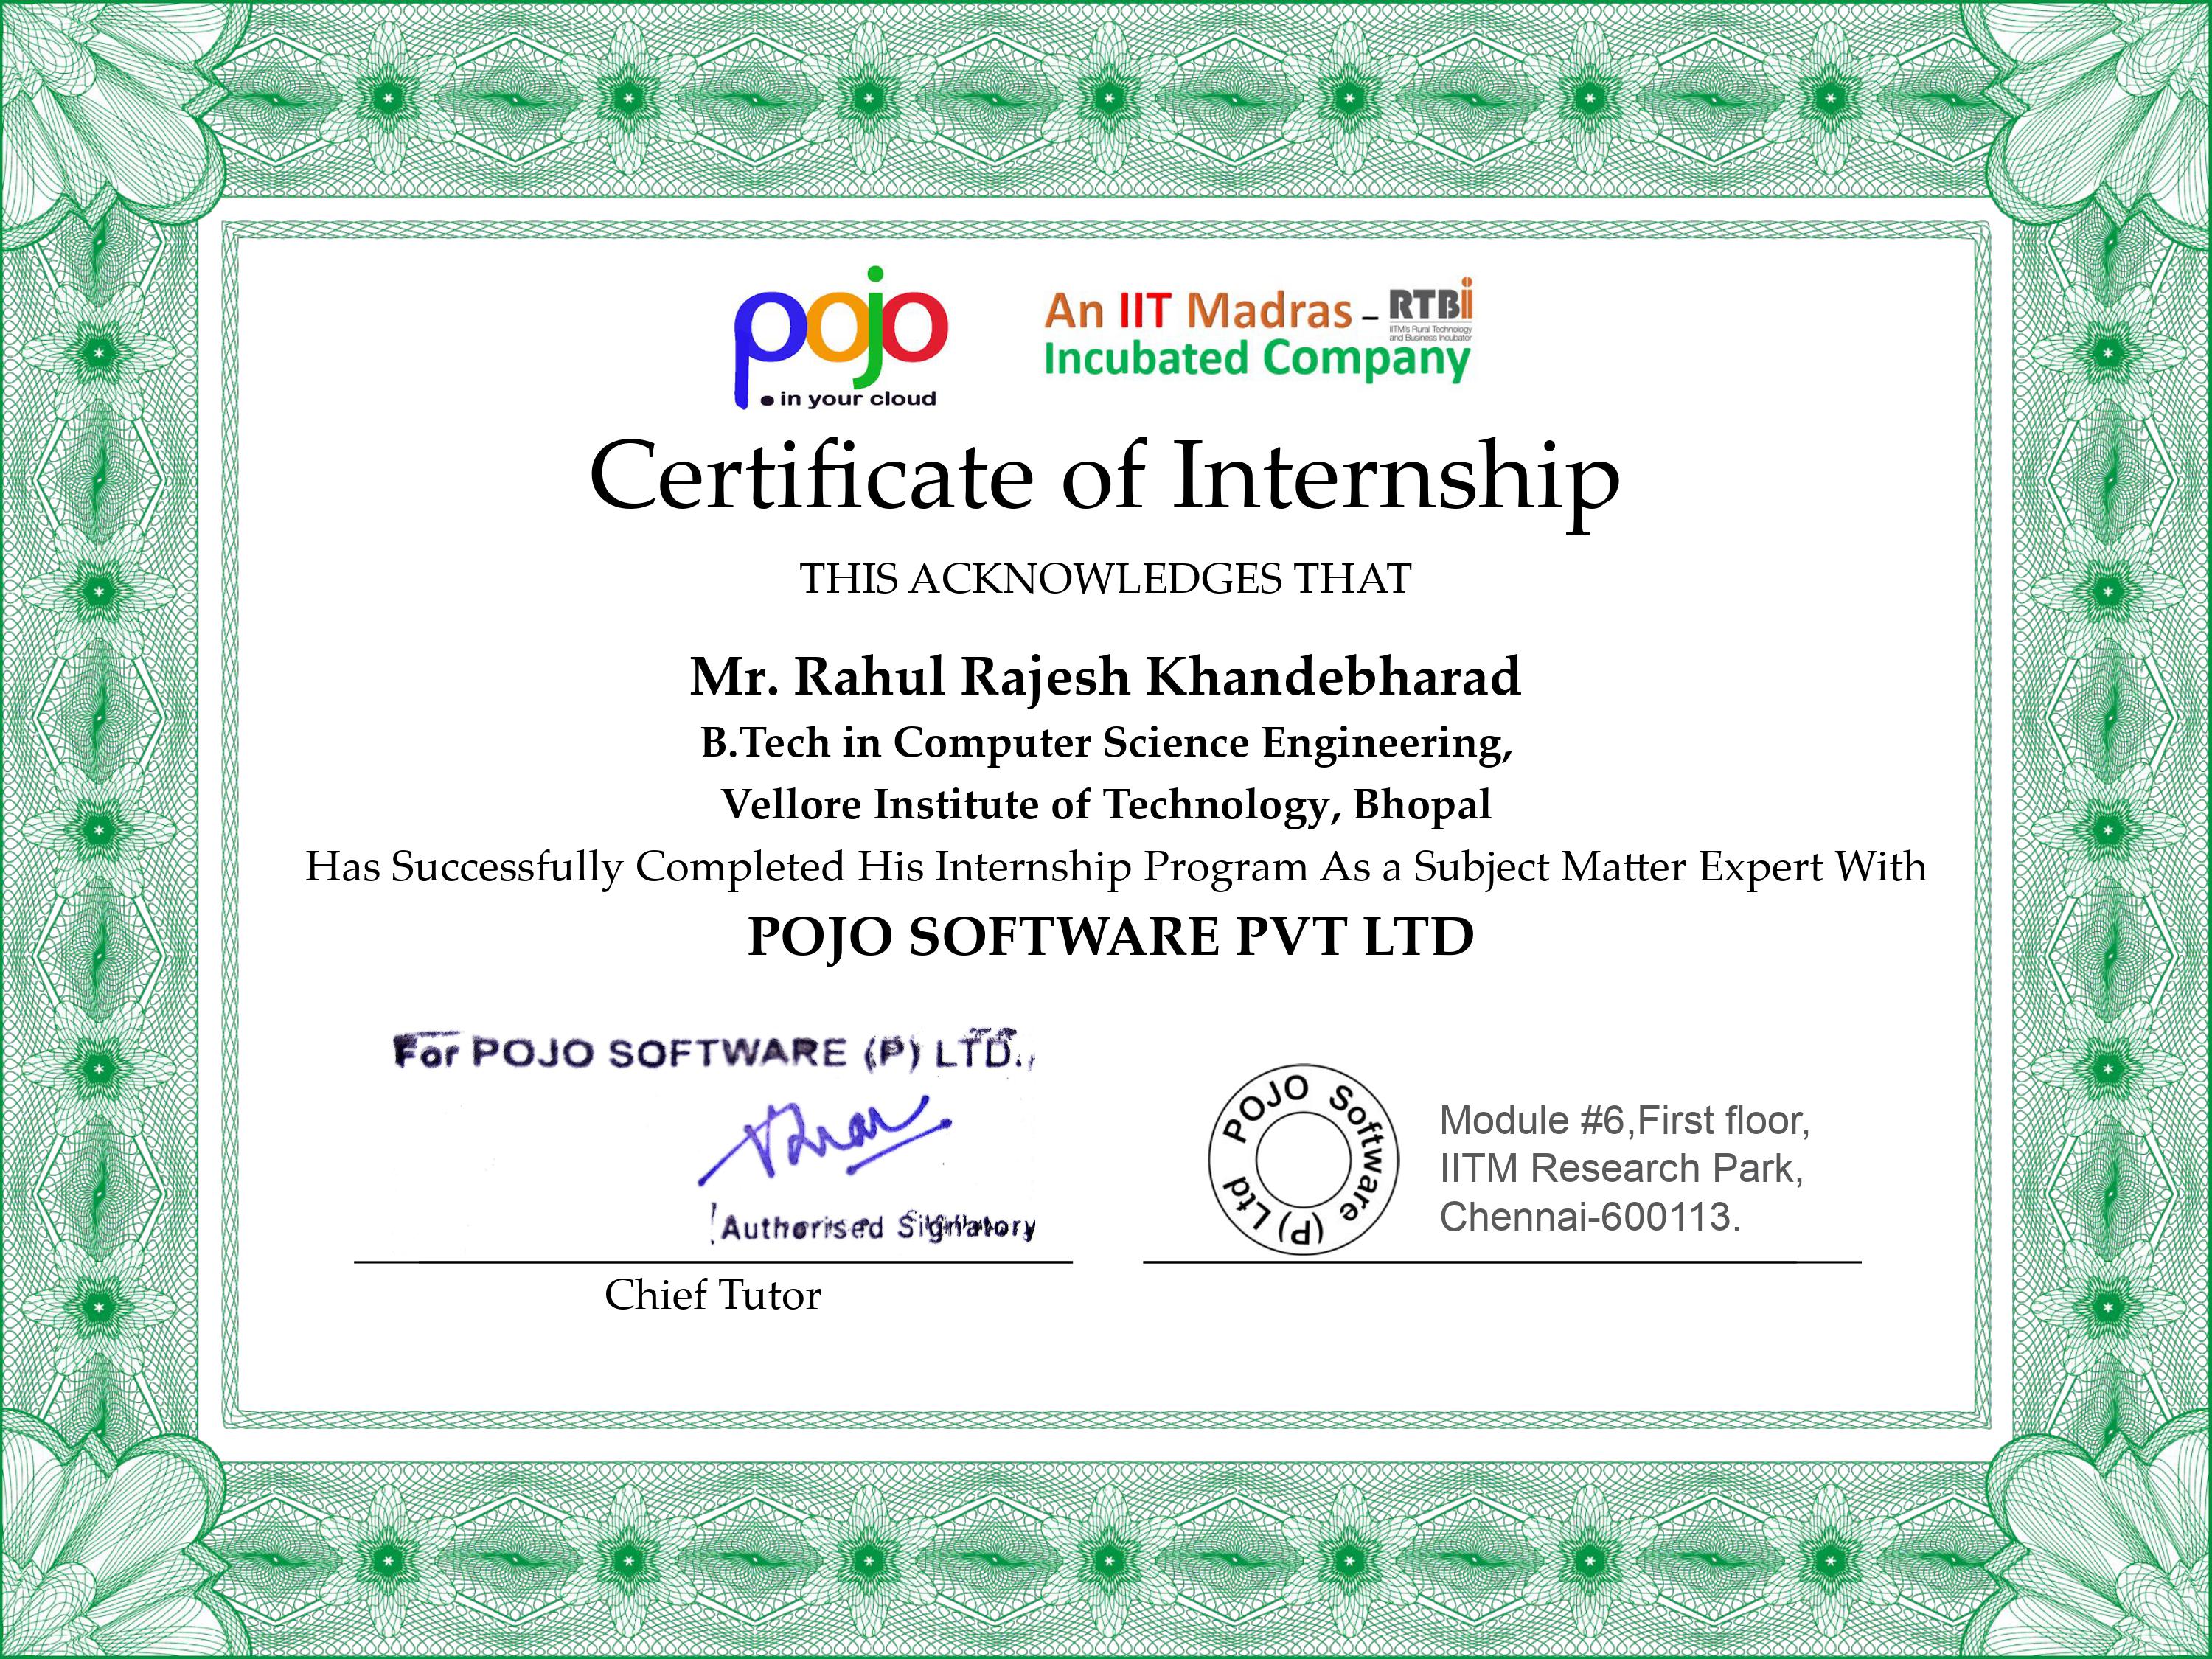 pojo
in your cloud
An IIT Madras – RTBi
IITM's Rural Technology
and Business Incubator
Incubated Company
Certificate of Internship
THIS ACKNOWLEDGES THAT
Mr. Rahul Rajesh Khandebharad
B.Tech in Computer Science Engineering,
Vellore Institute of Technology, Bhopal
Has Successfully Completed His Internship Program As a Subject Matter Expert With
POJO SOFTWARE PVT LTD
For POJO SOFTWARE (P) LTD.,
Authorised Signatory
Chief Tutor
POJO Software (P) Ltd
Module #6,First floor,
IITM Research Park,
Chennai-600113.